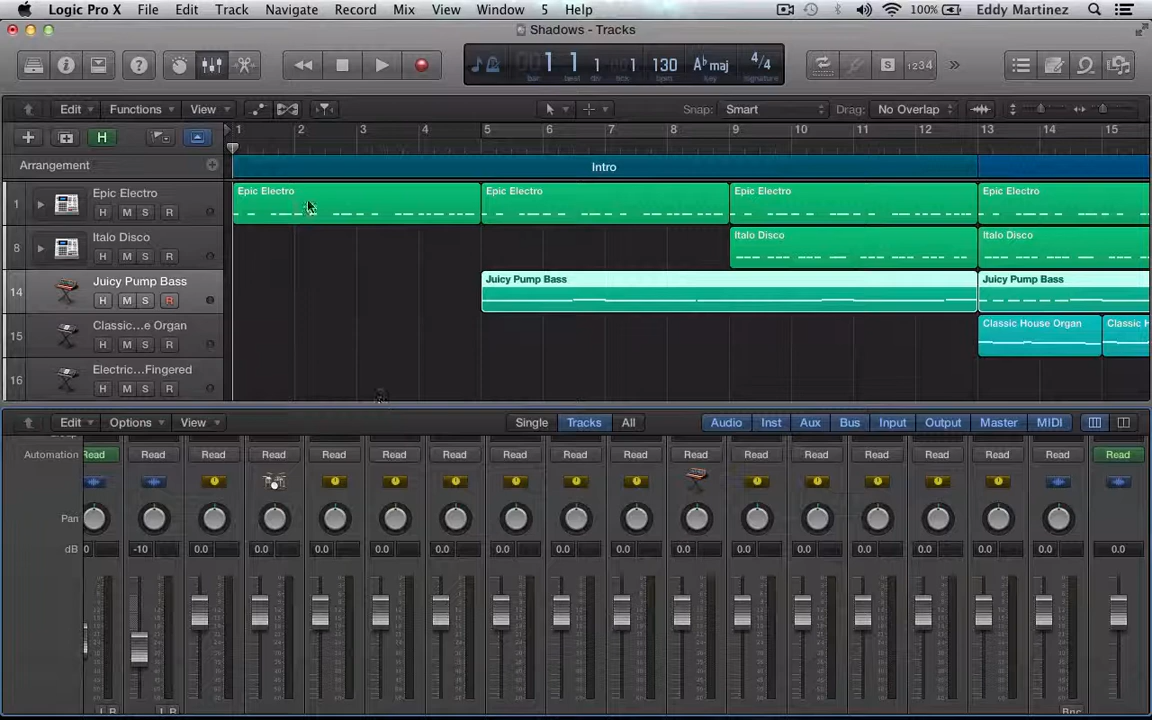 Logic Pro X File Edit Track Navigate Record Mix View Window 5 Help 100% Eddy Martinez
Shadows - Tracks
1 1 1 1 130 A♭maj 4/4
bar beat div tick bpm key signature
S 1234
Edit Functions View Snap: Smart Drag: No Overlap
H 1 2 3 4 5 6 7 8 9 10 11 12 13 14 15
Arrangement Intro
1 Epic Electro Epic Electro Epic Electro Epic Electro Epic Electro
H M S R
8 Italo Disco Italo Disco Italo Disco
H M S R
14 Juicy Pump Bass Juicy Pump Bass Juicy Pump Bass
H M S R
15 Classic...e Organ Classic House Organ Classic H
H M S R
16 Electric...Fingered
H M S R
Edit Options View Single Tracks All Audio Inst Aux Bus Input Output Master MIDI
Automation Read Read Read Read Read Read Read Read Read Read Read Read Read Read Read Read Read Read
Pan
dB 0 -10 0.0 0.0 0.0 0.0 0.0 0.0 0.0 0.0 0.0 0.0 0.0 0.0 0.0 0.0 0.0 0.0
Bnc